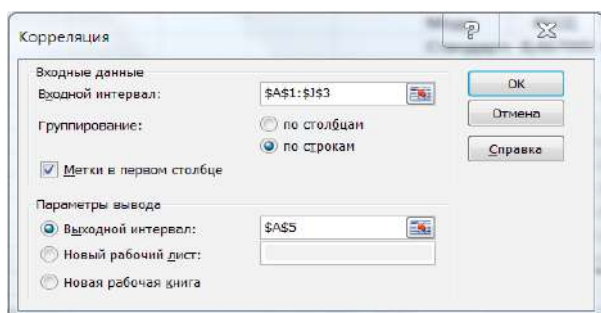 Корреляция
Входные данные
Входной интервал:
$A$1:$J$3
Группирование:
по столбцам
по строкам
Метки в первом столбце
Параметры вывода
Выходной интервал:
$A$5
Новый рабочий лист:
Новая рабочая книга
ОК
Отмена
Справка